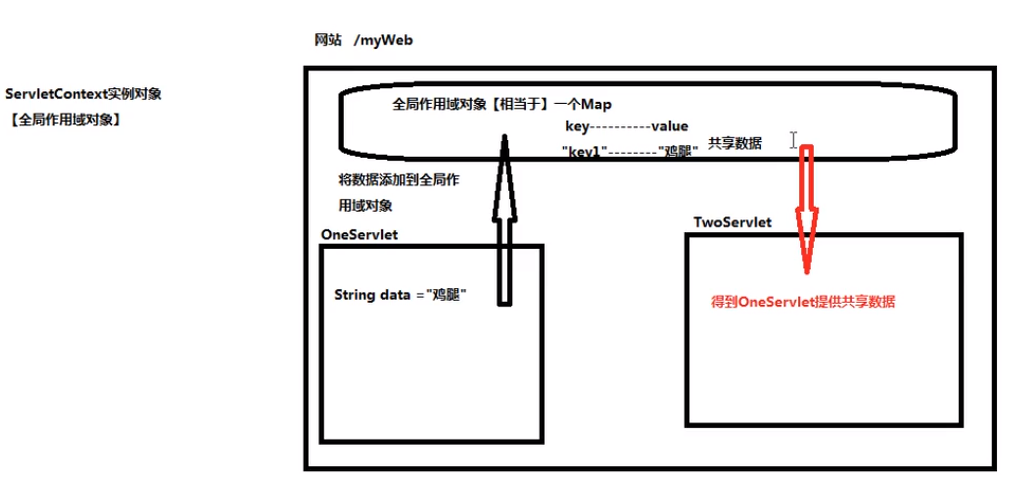 网站 /myWeb
ServletContext实例对象
【全局作用域对象】
全局作用域对象【相当于】一个Map
key----------value
"key1"--------"鸡腿" 共享数据
将数据添加到全局作
用域对象
OneServlet
TwoServlet
String data ="鸡腿"
得到OneServlet提供共享数据